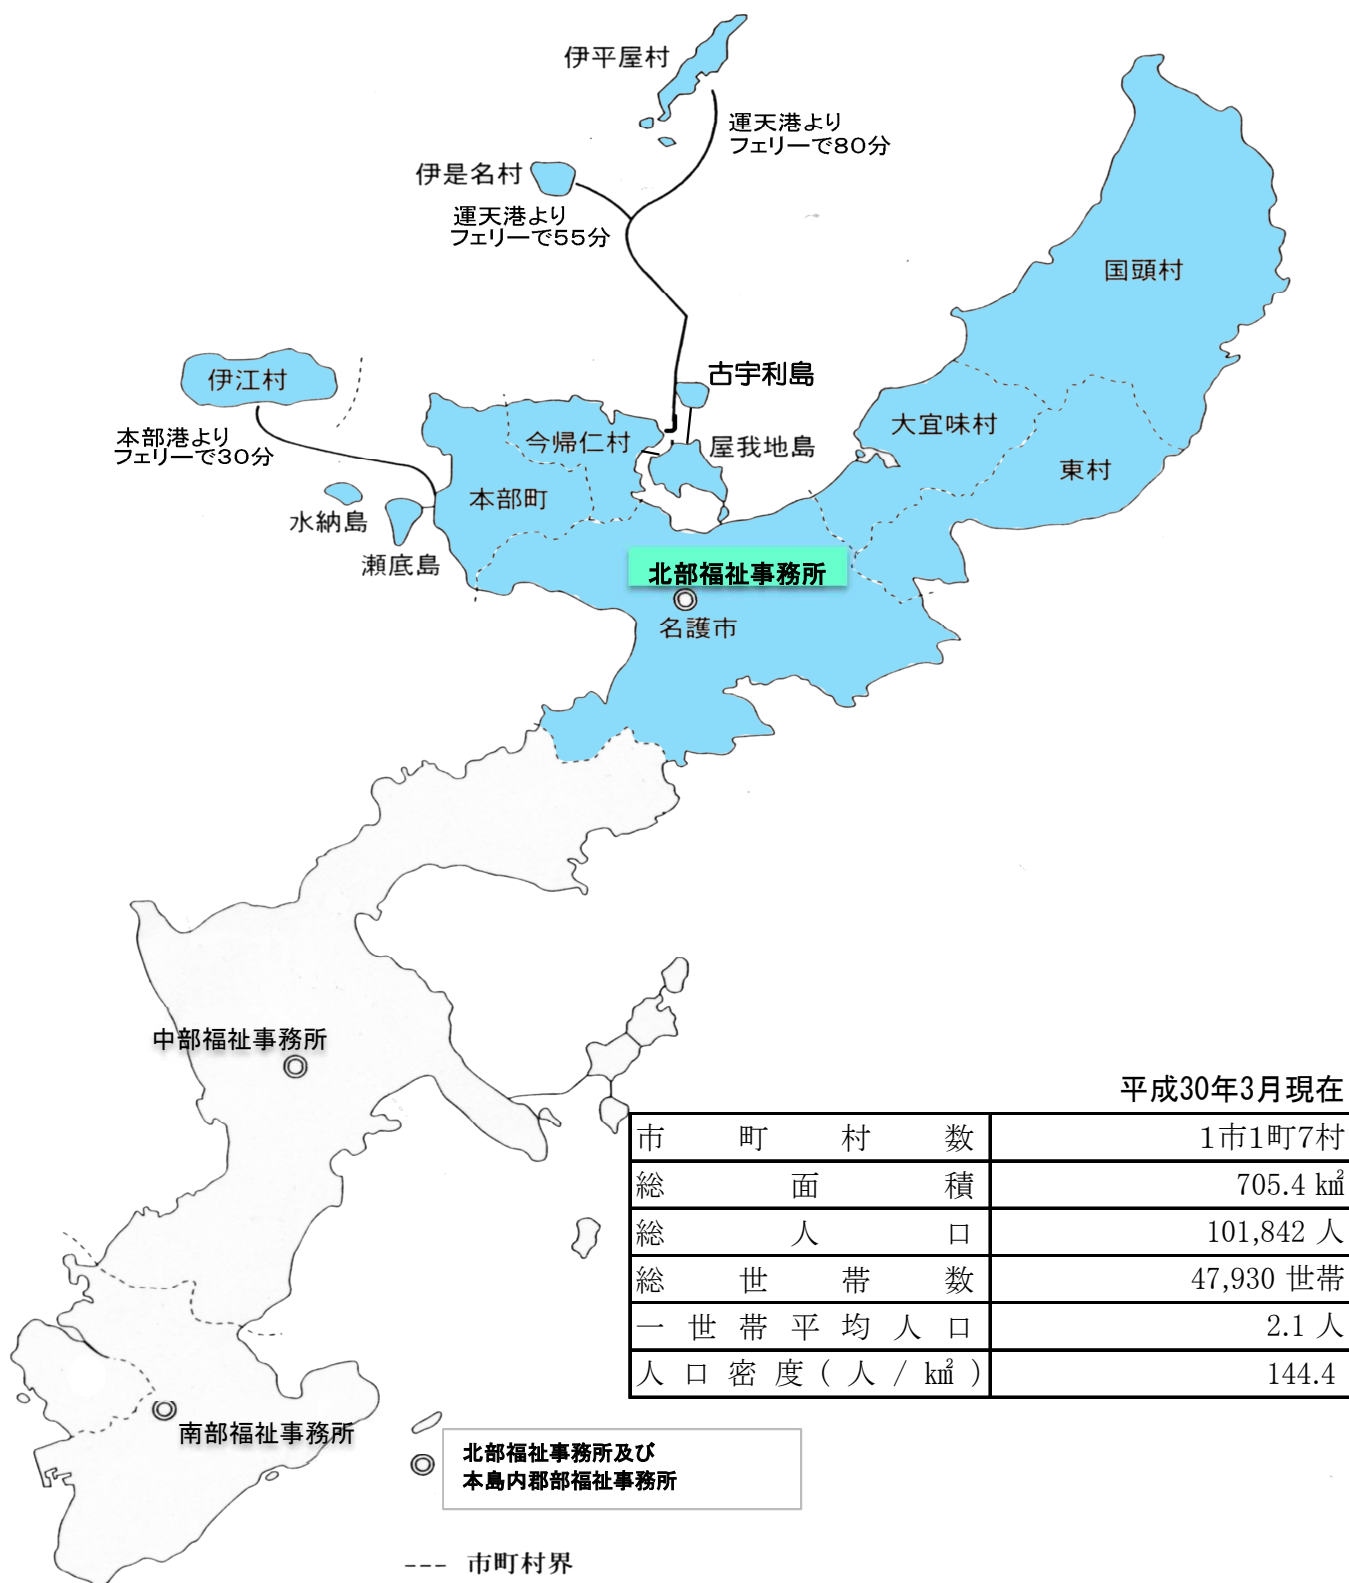 伊平屋村
運天港より
フェリーで80分
伊是名村
運天港より
フェリーで55分
国頭村
伊江村
古宇利島
本部港より
フェリーで30分
今帰仁村
屋我地島
大宜味村
東村
本部町
水納島
瀬底島
北部福祉事務所
名護市
中部福祉事務所
平成30年3月現在
市町村数 1市1町7村
総面積 705.4 k㎡
総人口 101,842 人
総世帯数 47,930 世帯
一世帯平均人口 2.1 人
人口密度(人/k㎡) 144.4
南部福祉事務所
北部福祉事務所及び
本島内郡部福祉事務所
--- 市町村界